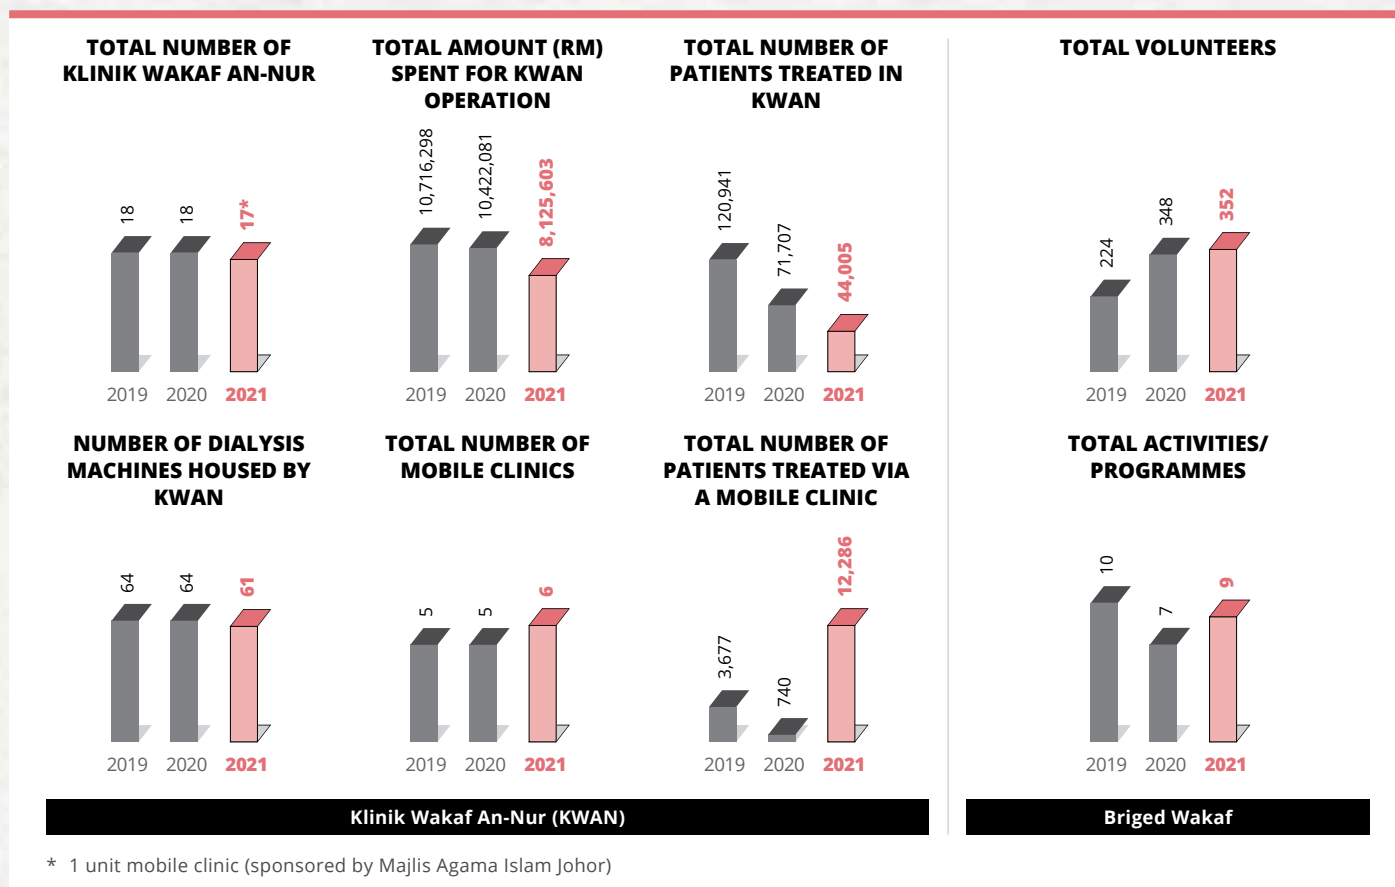 TOTAL NUMBER OF
KLINIK WAKAF AN-NUR
18
18
17*
2019
2020
2021
TOTAL AMOUNT (RM)
SPENT FOR KWAN
OPERATION
10,716,298
10,422,081
8,125,603
2019
2020
2021
TOTAL NUMBER OF
PATIENTS TREATED IN
KWAN
120,941
71,707
44,005
2019
2020
2021
TOTAL VOLUNTEERS
224
348
352
2019
2020
2021
NUMBER OF DIALYSIS
MACHINES HOUSED BY
KWAN
64
64
61
2019
2020
2021
TOTAL NUMBER OF
MOBILE CLINICS
5
5
6
2019
2020
2021
TOTAL NUMBER OF
PATIENTS TREATED VIA
A MOBILE CLINIC
3,677
740
12,286
2019
2020
2021
TOTAL ACTIVITIES/
PROGRAMMES
10
7
9
2019
2020
2021
Klinik Wakaf An-Nur (KWAN)
Briged Wakaf
* 1 unit mobile clinic (sponsored by Majlis Agama Islam Johor)